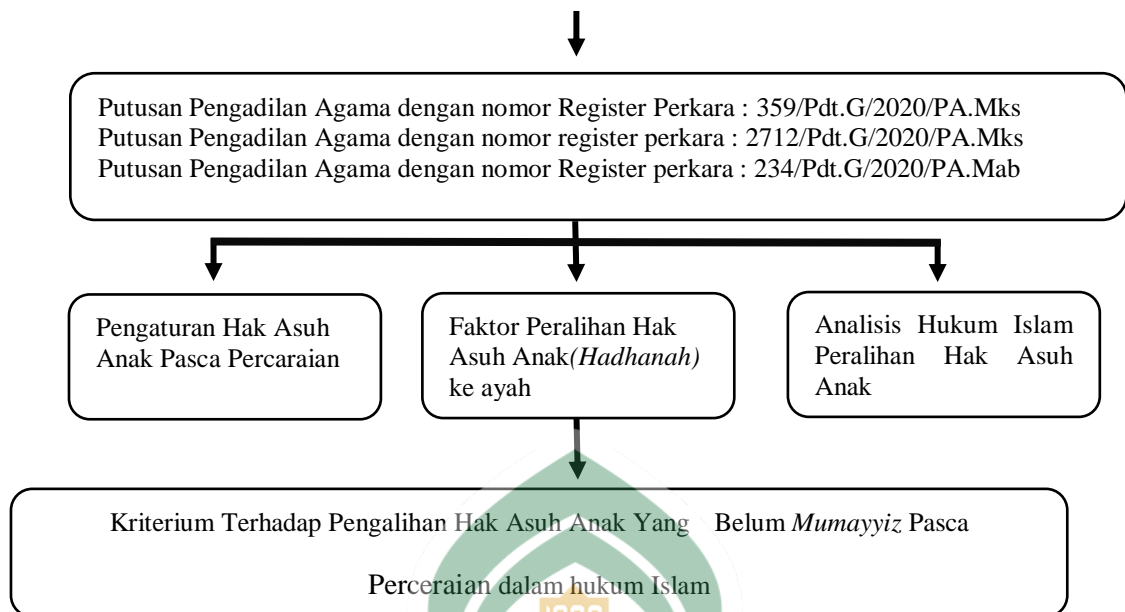 Putusan Pengadilan Agama dengan nomor Register Perkara : 359/Pdt.G/2020/PA.Mks
Putusan Pengadilan Agama dengan nomor register perkara : 2712/Pdt.G/2020/PA.Mks
Putusan Pengadilan Agama dengan nomor Register perkara : 234/Pdt.G/2020/PA.Mab
Pengaturan Hak Asuh
Anak Pasca Percaraian
Faktor Peralihan Hak
Asuh Anak(Hadhanah)
ke ayah
Analisis Hukum Islam
Peralihan Hak Asuh
Anak
Kriterium Terhadap Pengalihan Hak Asuh Anak Yang Belum Mumayyiz Pasca
Perceraian dalam hukum Islam